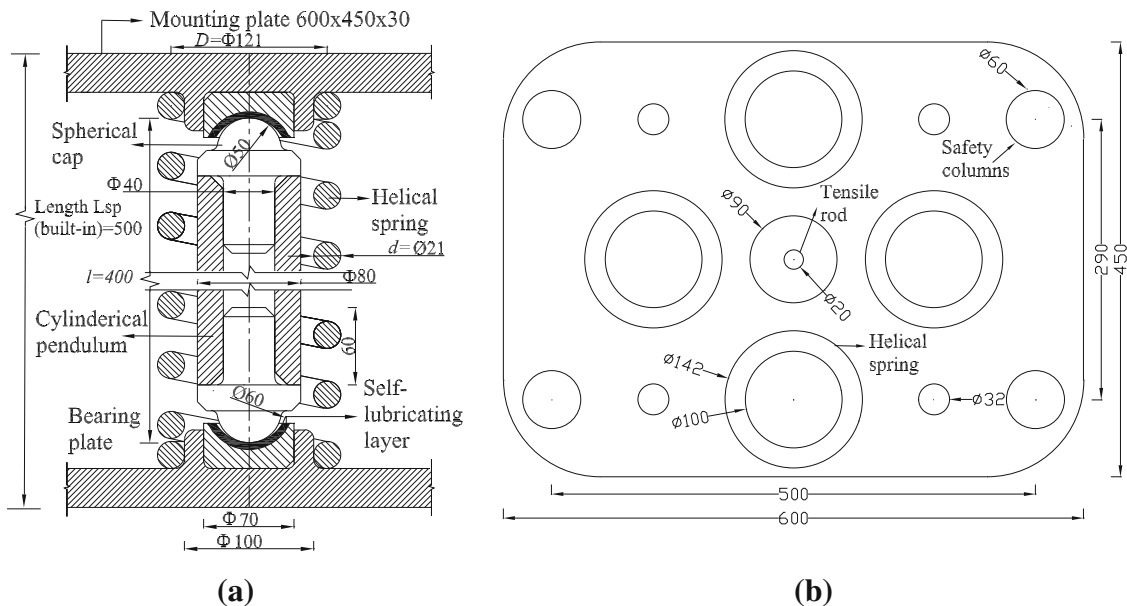 Mounting plate 600x450x30
D=Φ121
Spherical
cap
Ø50
Φ40
Length Lsp
(built-in)=500
Helical
spring
d=Ø21
l=400
Φ80
Cylinderical
pendulum
60
Ø60
Self-
lubricating
layer
Bearing
plate
Φ70
Φ100
(a)
ø60
Safety
columns
Tensile
rod
ø90
ø20
290
450
Helical
spring
ø142
ø100
ø32
500
600
(b)